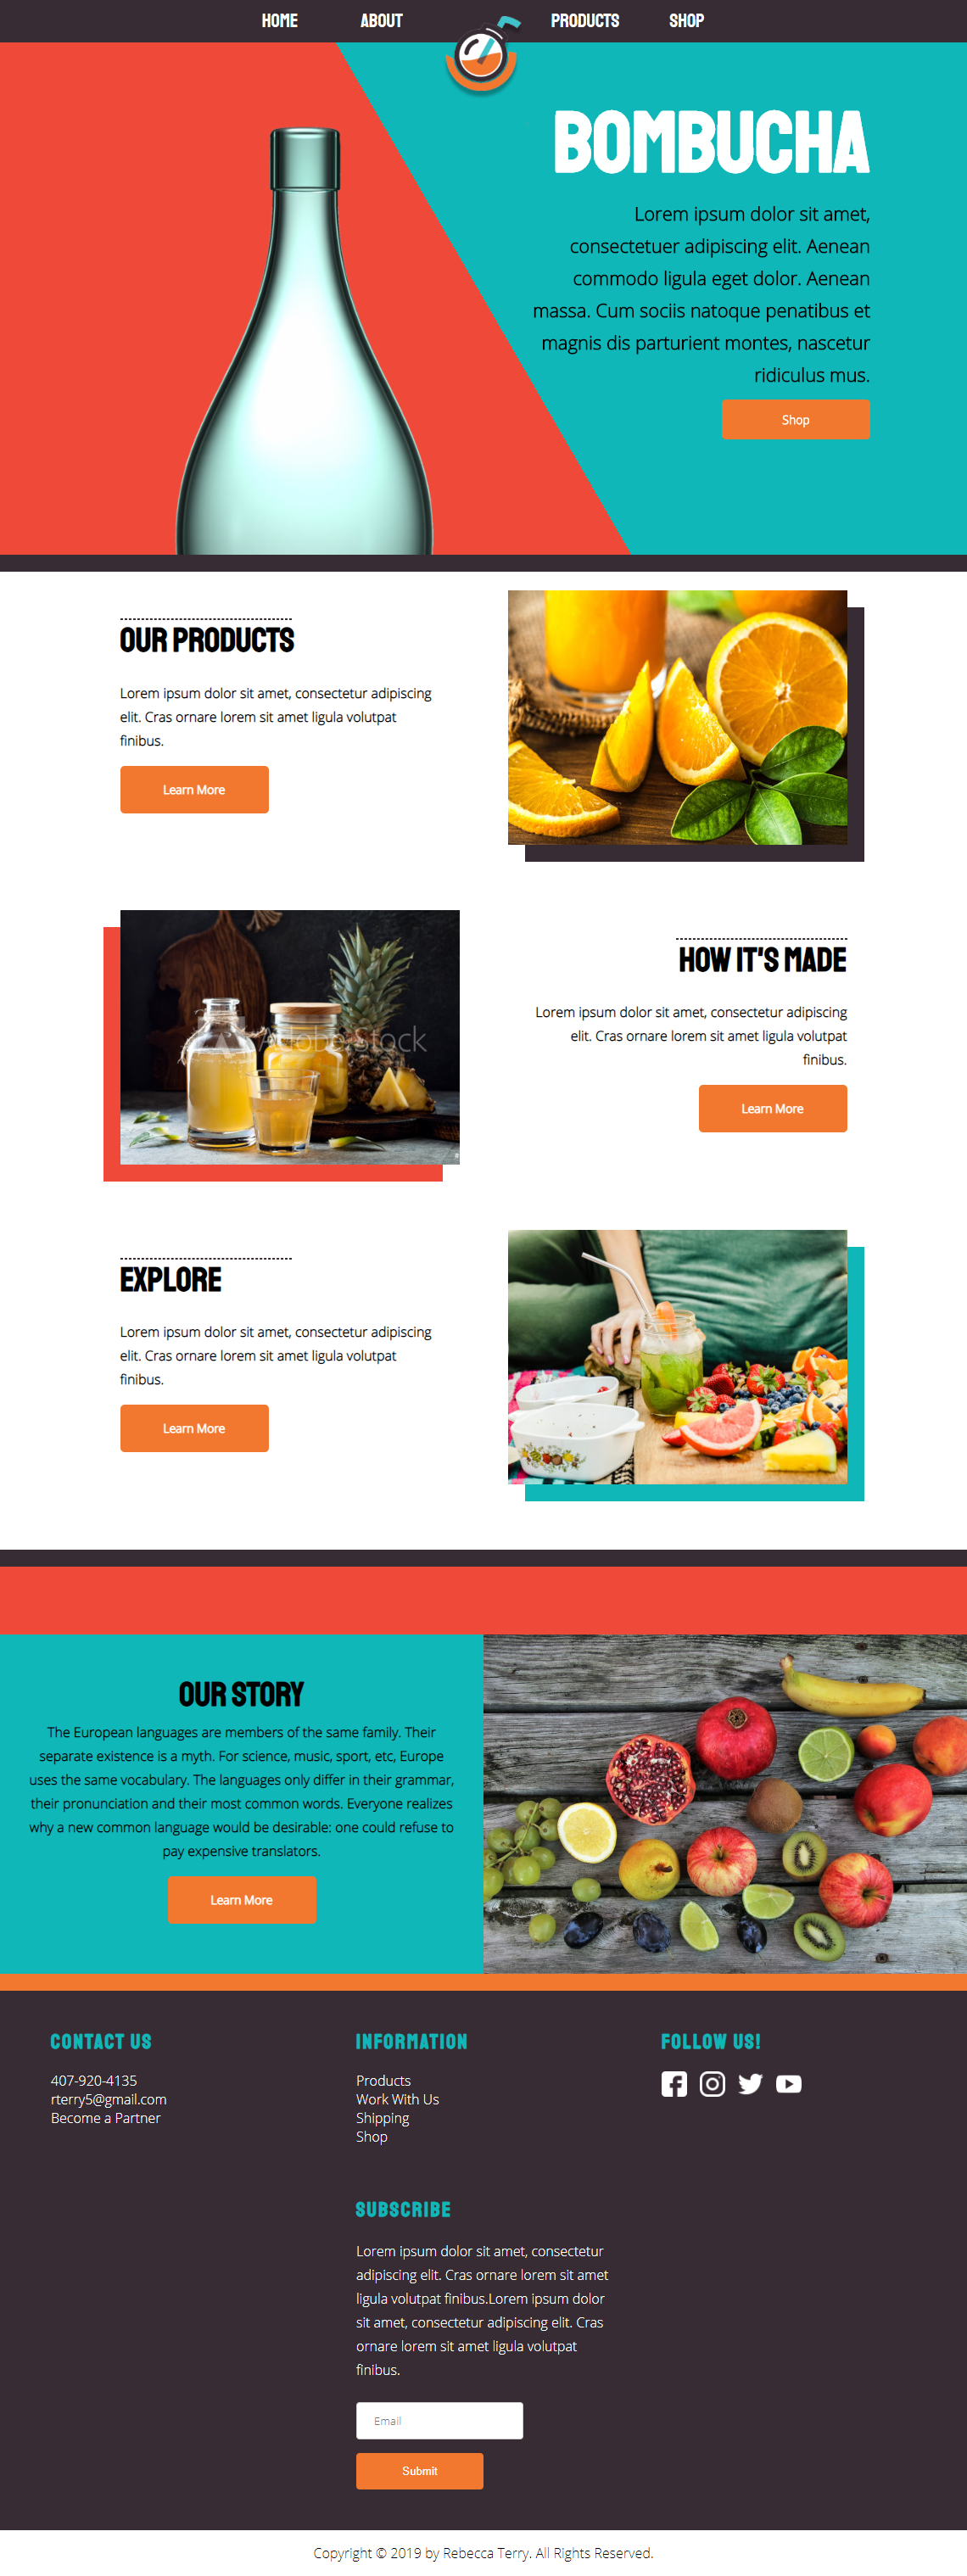 HOME ABOUT PRODUCTS SHOP
BOMBUCHA
Lorem ipsum dolor sit amet,
consectetuer adipiscing elit. Aenean
commodo ligula eget dolor. Aenean
massa. Cum sociis natoque penatibus et
magnis dis parturient montes, nascetur
ridiculus mus.
Shop
OUR PRODUCTS
Lorem ipsum dolor sit amet, consectetur adipiscing
elit. Cras ornare lorem sit amet ligula volutpat
finibus.
Learn More
Adobe Stock
HOW IT'S MADE
Lorem ipsum dolor sit amet, consectetur adipiscing
elit. Cras ornare lorem sit amet ligula volutpat
finibus.
Learn More
EXPLORE
Lorem ipsum dolor sit amet, consectetur adipiscing
elit. Cras ornare lorem sit amet ligula volutpat
finibus.
Learn More
OUR STORY
The European languages are members of the same family. Their
separate existence is a myth. For science, music, sport, etc, Europe
uses the same vocabulary. The languages only differ in their grammar,
their pronunciation and their most common words. Everyone realizes
why a new common language would be desirable: one could refuse to
pay expensive translators.
Learn More
CONTACT US
407-920-4135
rterry5@gmail.com
Become a Partner
INFORMATION
Products
Work With Us
Shipping
Shop
FOLLOW US!
SUBSCRIBE
Lorem ipsum dolor sit amet, consectetur
adipiscing elit. Cras ornare lorem sit amet
ligula volutpat finibus.Lorem ipsum dolor
sit amet, consectetur adipiscing elit. Cras
ornare lorem sit amet ligula volutpat
finibus.
Email
Submit
Copyright © 2019 by Rebecca Terry. All Rights Reserved.